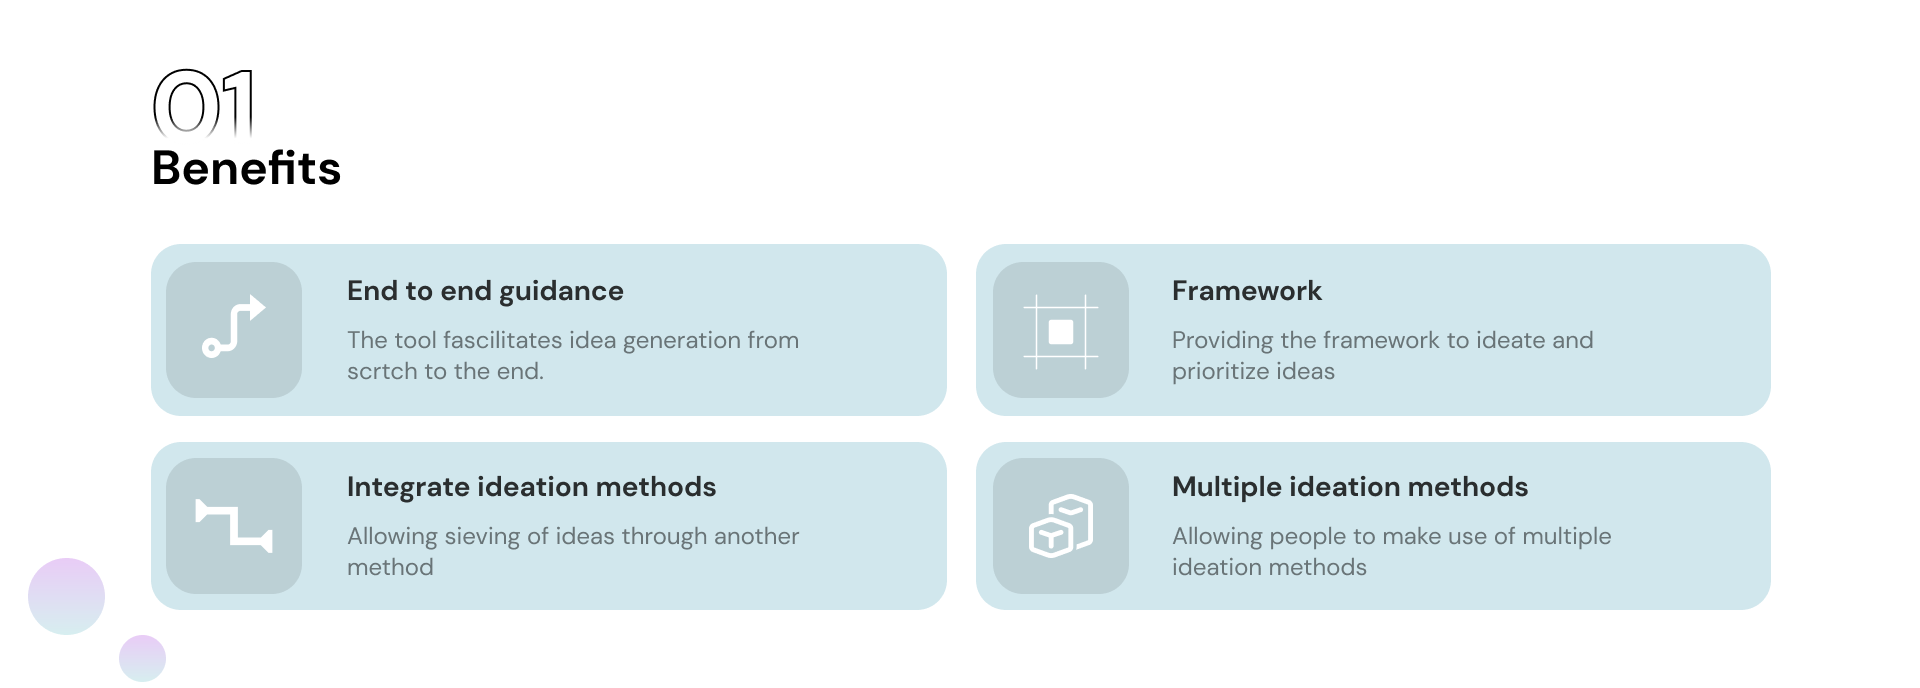 01
Benefits
End to end guidance
The tool fascilitates idea generation from
scrtch to the end.
Framework
Providing the framework to ideate and
prioritize ideas
Integrate ideation methods
Allowing sieving of ideas through another
method
Multiple ideation methods
Allowing people to make use of multiple
ideation methods